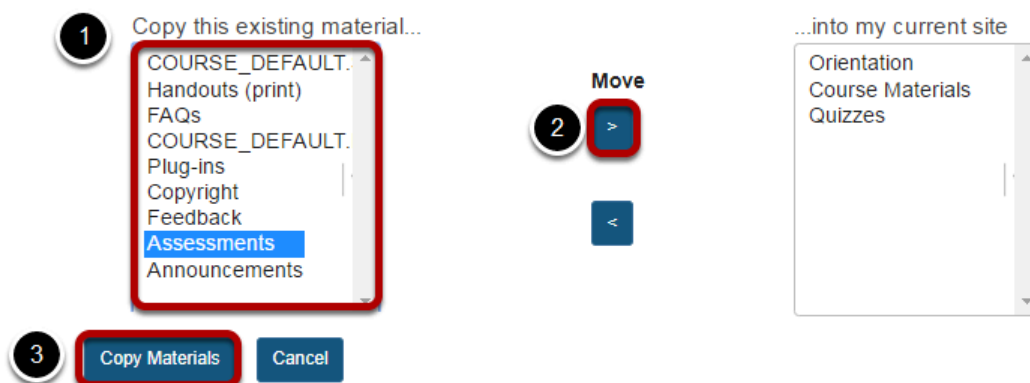 1
Copy this existing material...
COURSE_DEFAULT.
Handouts (print)
FAQs
COURSE_DEFAULT.
Plug-ins
Copyright
Feedback
Assessments
Announcements
Move
2
>
<
...into my current site
Orientation
Course Materials
Quizzes
3
Copy Materials
Cancel